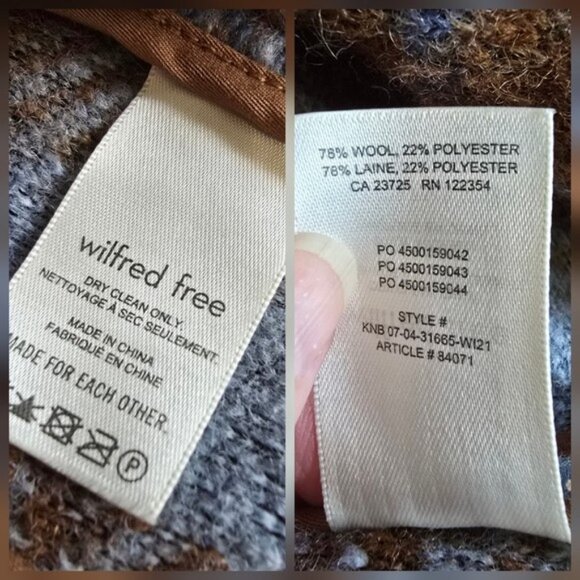 wilfred free
DRY CLEAN ONLY.
NETTOYAGE À SEC SEULEMENT.
MADE IN CHINA
FABRIQUE EN CHINE
MADE FOR EACH OTHER.
P
78% WOOL, 22% POLYESTER
78% LAINE, 22% POLYESTER
CA 23725 RN 122354
PO 4500159042
PO 4500159043
PO 4500159044
STYLE #
KNB 07-04-31665-WI21
ARTICLE # 84071